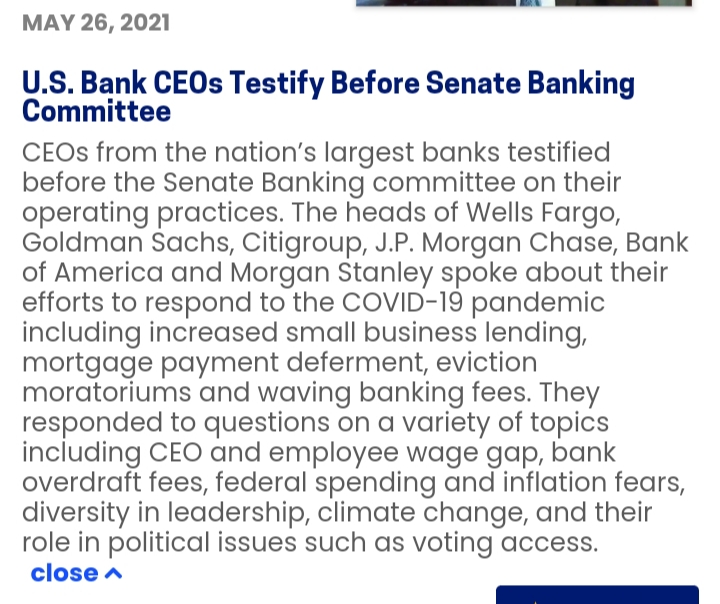 MAY 26, 2021
U.S. Bank CEOs Testify Before Senate Banking
Committee
CEOs from the nation's largest banks testified
before the Senate Banking committee on their
operating practices. The heads of Wells Fargo,
Goldman Sachs, Citigroup, J.P. Morgan Chase, Bank
of America and Morgan Stanley spoke about their
efforts to respond to the COVID-19 pandemic
including increased small business lending,
mortgage payment deferment, eviction
moratoriums and waving banking fees. They
responded to questions on a variety of topics
including CEO and employee wage gap, bank
overdraft fees, federal spending and inflation fears,
diversity in leadership, climate change, and their
role in political issues such as voting access.
close